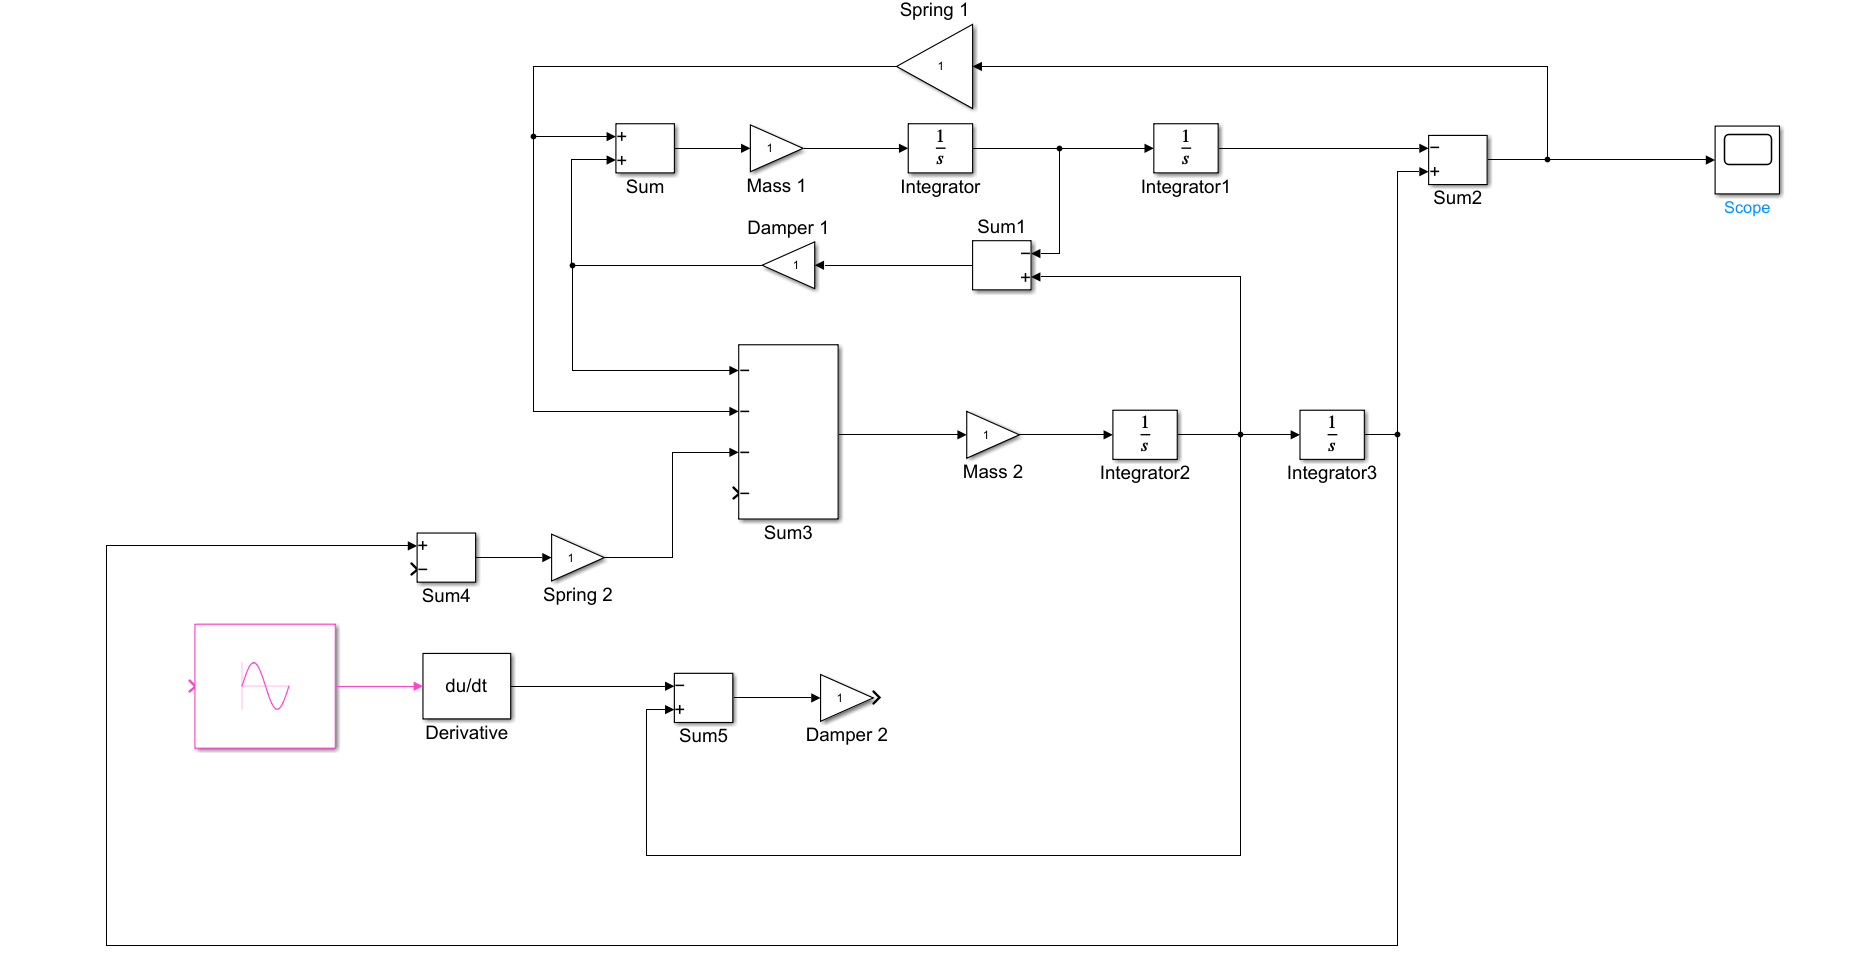 Spring 1
1
+
+
Sum
1
Mass 1
1
s
Integrator
1
s
Integrator1
−
+
Sum2
Scope
Damper 1
1
Sum1
−
+
−
−
−
−
Sum3
1
Mass 2
1
s
Integrator2
1
s
Integrator3
+
−
Sum4
1
Spring 2
du/dt
Derivative
−
+
Sum5
1
Damper 2